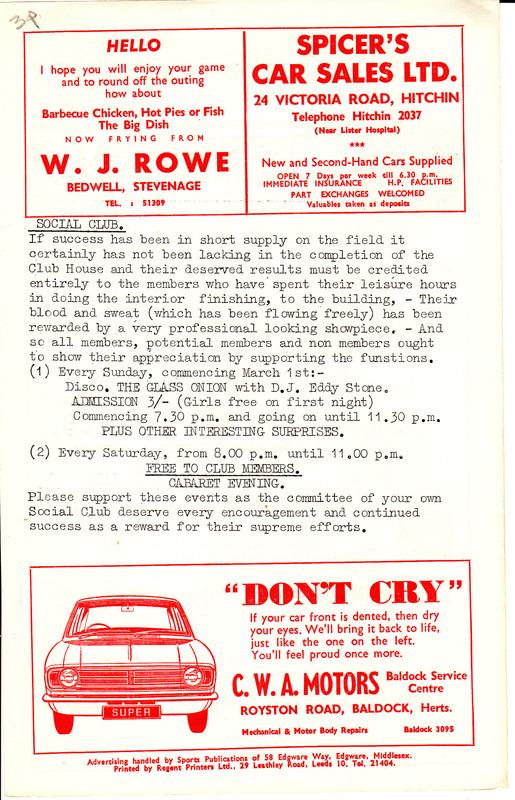 3P
HELLO
I hope you will enjoy your game
and to round off the outing
how about
Barbecue Chicken, Hot Pies or Fish
The Big Dish
NOW FRYING FROM
W. J. ROWE
BEDWELL, STEVENAGE
TEL. : 51309
SPICER'S
CAR SALES LTD.
24 VICTORIA ROAD, HITCHIN
Telephone Hitchin 2037
(Near Lister Hospital)
***
New and Second-Hand Cars Supplied
OPEN 7 Days per week till 6.30 p.m.
IMMEDIATE INSURANCE H.P. FACILITIES
PART EXCHANGES WELCOMED
Valuables taken as deposits
SOCIAL CLUB.
If success has been in short supply on the field it
certainly has not been lacking in the completion of the
Club House and their deserved results must be credited
entirely to the members who have spent their leisure hours
in doing the interior finishing, to the building, - Their
blood and sweat (which has been flowing freely) has been
rewarded by a very professional looking showpiece. - And
so all members, potential members and non members ought
to show their appreciation by supporting the funstions.
(1) Every Sunday, commencing March 1st:-
Disco. THE GLASS ONION with D.J. Eddy Stone.
ADMISSION 3/- (Girls free on first night)
Commencing 7.30 p.m. and going on until 11.30 p.m.
PLUS OTHER INTERESTING SURPRISES.
(2) Every Saturday, from 8.00 p.m. until 11.00 p.m.
FREE TO CLUB MEMBERS.
CABARET EVENING.
Please support these events as the committee of your own
Social Club deserve every encouragement and continued
success as a reward for their supreme efforts.
"DON'T CRY"
If your car front is dented, then dry
your eyes. We'll bring it back to life,
just like the one on the left.
You'll feel proud once more.
C. W. A. MOTORS Baldock Service
Centre
ROYSTON ROAD, BALDOCK, Herts.
Mechanical & Motor Body Repairs Baldock 3095
SUPER
Advertising handled by Sports Publications of 58 Edgware Way, Edgware, Middlesex.
Printed by Regent Printers Ltd., 29 Leathley Road, Leeds 10. Tel. 21404.